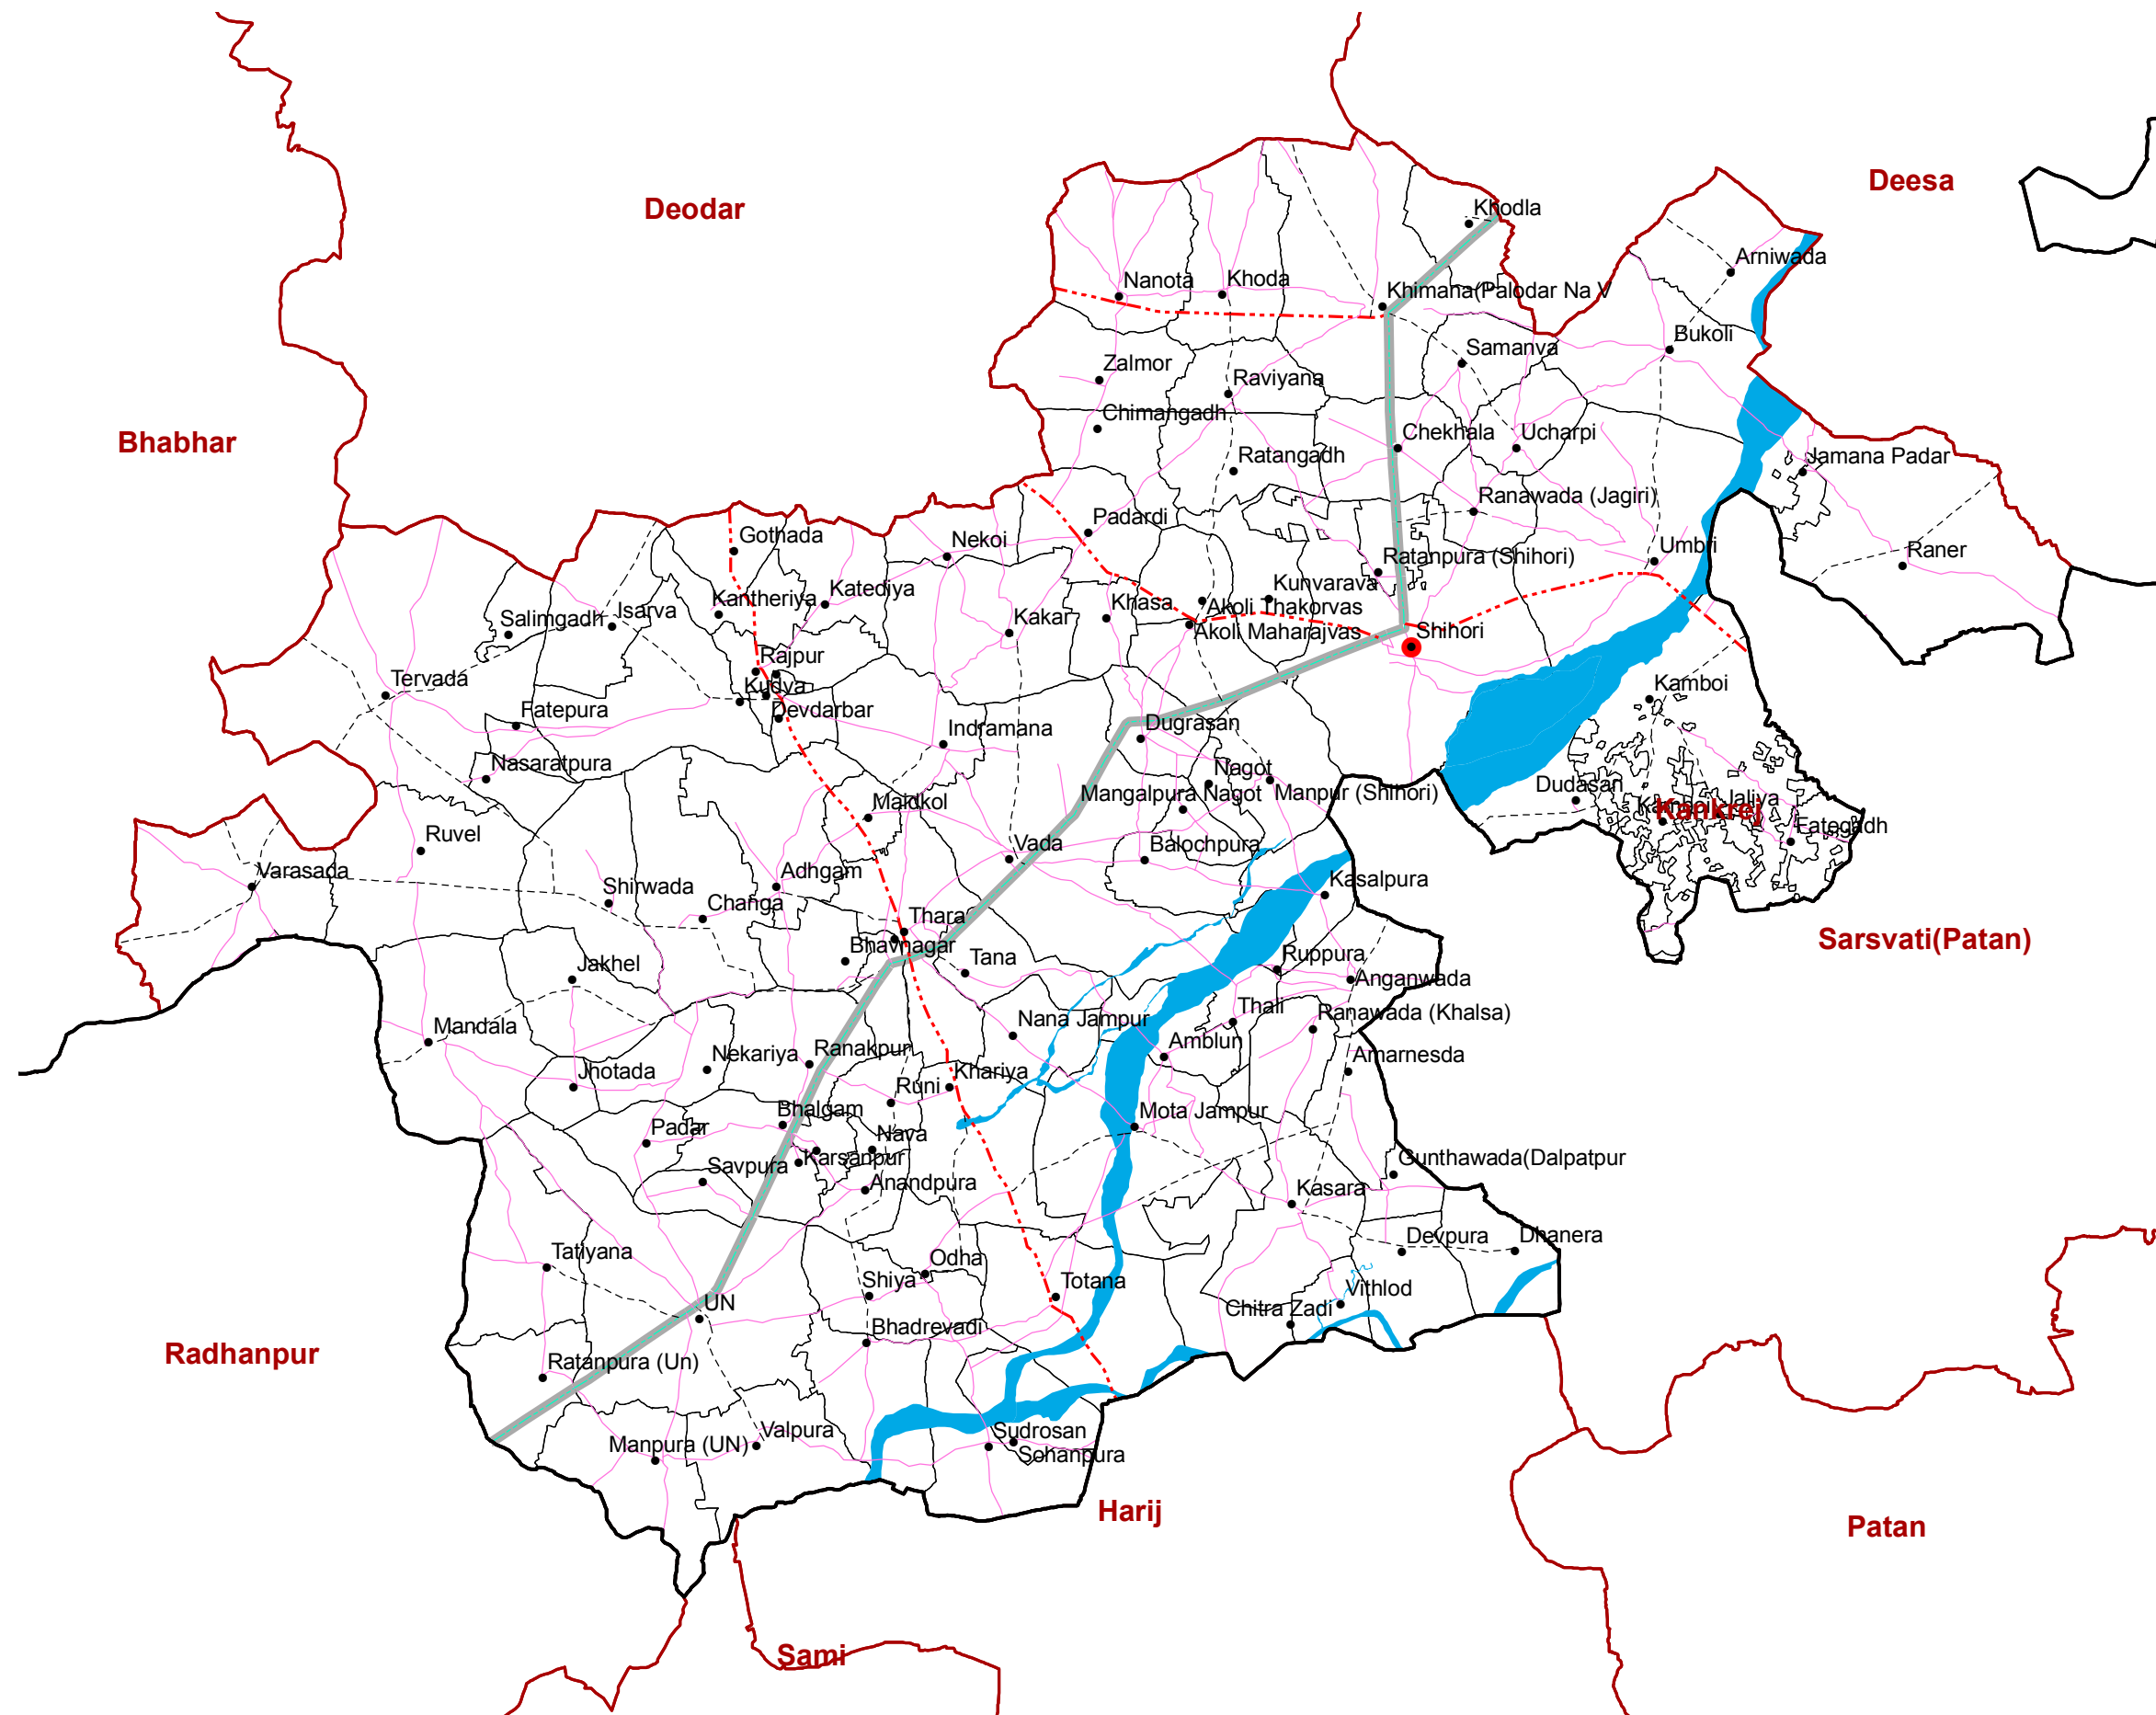 Deesa
Deodar
Khodla
Arniwada
Nanota
Khoda
Khimana(Palodar Na V
Bukoli
Samanva
Zalmor
Raviyana
Chimangadh
Bhabhar
Chekhala
Ucharpi
Ratangadh
Jamana Padar
Ranawada (Jagiri)
Padardi
Gothada
Nekoi
Umbri
Raner
Ratanpura (Shihori)
Kunvarava
Katediya
Kantheriya
Khasa
Akoli Thakorvas
Salimgadh
Isarva
Kakar
Akoli Maharajvas
Shihori
Rajpur
Tervada
Kudva
Kamboi
Fatepura
Devdarbar
Indramana
Dugrasan
Nasaratpura
Nagot
Mangalpura Nagot
Manpur (Shihori)
Dudasan
Maidkol
Jaliya
Kankrej
Fategadh
Ruvel
Vada
Balochpura
Varasada
Adhgam
Kasalpura
Shirwada
Changa
Thara
Bhavnagar
Sarsvati(Patan)
Jakhel
Tana
Ruppura
Anganwada
Mandala
Nana Jampur
Thali
Ranawada (Khalsa)
Nekariya
Ranakpur
Amblun
Amarnesda
Jhotada
Runi
Khariya
Bhalgam
Mota Jampur
Padar
Nava
Savpura
Karsanpur
Gunthawada(Dalpatpur
Anandpura
Kasara
Tatiyana
Odha
Devpura
Dhanera
Shiya
Totana
Vithlod
UN
Chitra Zadi
Bhadrevadi
Radhanpur
Ratanpura (Un)
Valpura
Sudrosan
Manpura (UN)
Sohanpura
Harij
Patan
Sami